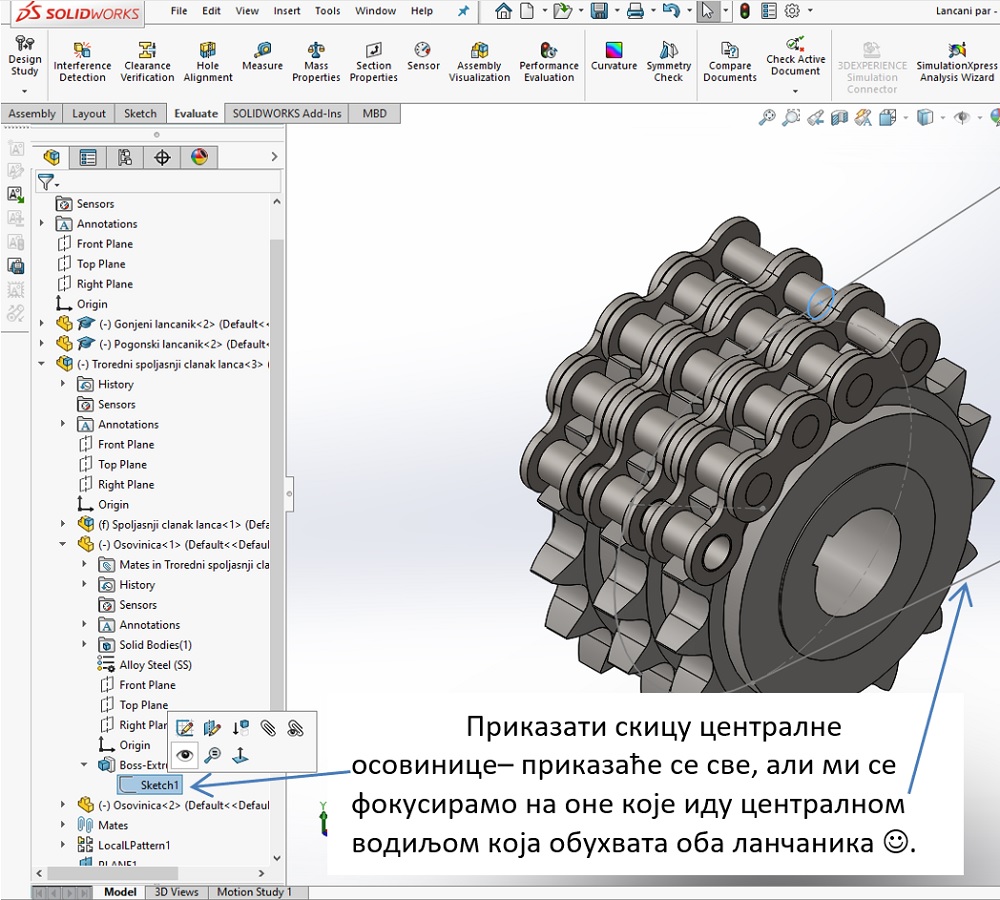 SOLIDWORKS File Edit View Insert Tools Window Help Lancani par -
Design Study
Interference Detection
Clearance Verification
Hole Alignment
Measure
Mass Properties
Section Properties
Sensor
Assembly Visualization
Performance Evaluation
Curvature
Symmetry Check
Compare Documents
Check Active Document
3DEXPERIENCE Simulation Connector
SimulationXpress Analysis Wizard
Assembly Layout Sketch Evaluate SOLIDWORKS Add-Ins MBD
Sensors
Annotations
Front Plane
Top Plane
Right Plane
Origin
(-) Gonjeni lancanik<2> (Default<
(-) Pogonski lancanik<2> (Default<
(-) Troredni spoljasnji clanak lanca<3> (
History
Sensors
Annotations
Front Plane
Top Plane
Right Plane
Origin
(f) Spoljasnji clanak lanca<1> (Defa
(-) Osovinica<1> (Default<<Defaul
Mates in Troredni spoljasnji cla
History
Sensors
Annotations
Solid Bodies(1)
Alloy Steel (SS)
Front Plane
Top Plane
Right Plan
Origin
Boss-Extru
Sketch1
(-) Osovinica<2> (Default<<Defaul
Mates
LocalLPattern1
PLANE1
Приказати скицу централне
осовинице– приказаће се све, али ми се
фокусирамо на оне које иду централном
водиљом која обухвата оба ланчаника ☺.
Y
Model 3D Views Motion Study 1